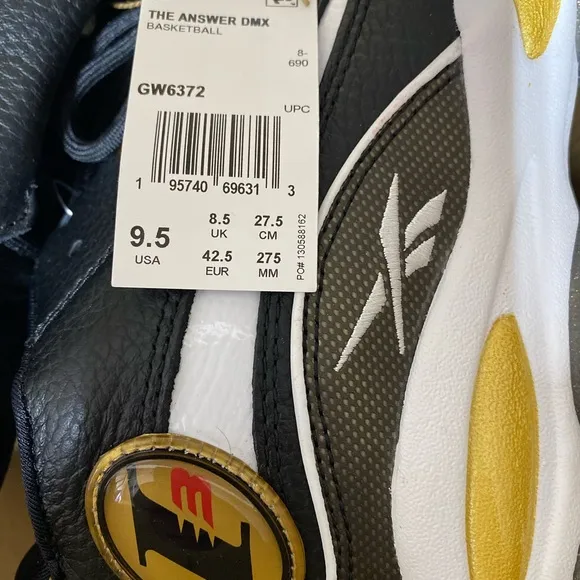 THE ANSWER DMX
BASKETBALL
8-
690
GW6372
UPC
1 95740 69631 3
9.5
USA
8.5
UK
27.5
CM
42.5
EUR
275
MM
PO# 130588162
I3